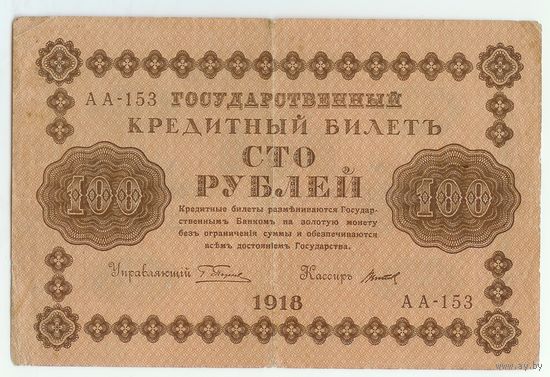 АА-153 ГОСУДАРСТВЕННЫЙ
КРЕДИТНЫЙ БИЛЕТЪ
СТО
РУБЛЕЙ
100
100
Кредитные билеты размѣниваются Государ-
ственнымъ Банкомъ на золотую монету
безъ ограниченія суммы и обезпечиваются
всѣмъ достояніемъ Государства.
Управляющій
Кассиръ
1918
АА-153
www.ay.by